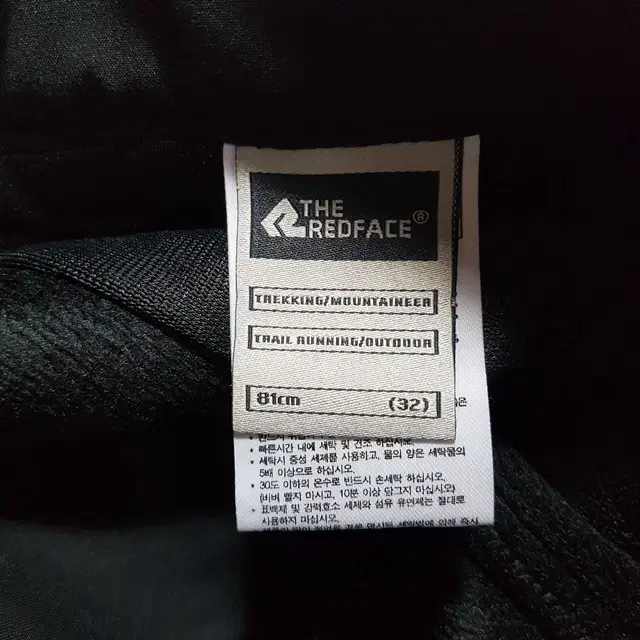 THE
REDFACE®
TREKKING/MOUNTAINEER
TRAIL RUNNING/OUTDOOR
81cm (32)
* 빠른시간 내에 세탁 및 건조 하십시오.
* 세탁시 중성 세제를 사용하고, 물의 양은 세탁물의
5배 이상으로 하십시오.
* 30도 이하의 온수로 반드시 손세탁 하십시오.
(비벼 빨지 마시고, 10분 이상 담그지 마십시오)
* 표백제 및 강력효소 세제와 섬유 유연제는 절대로
사용하지 마십시오.